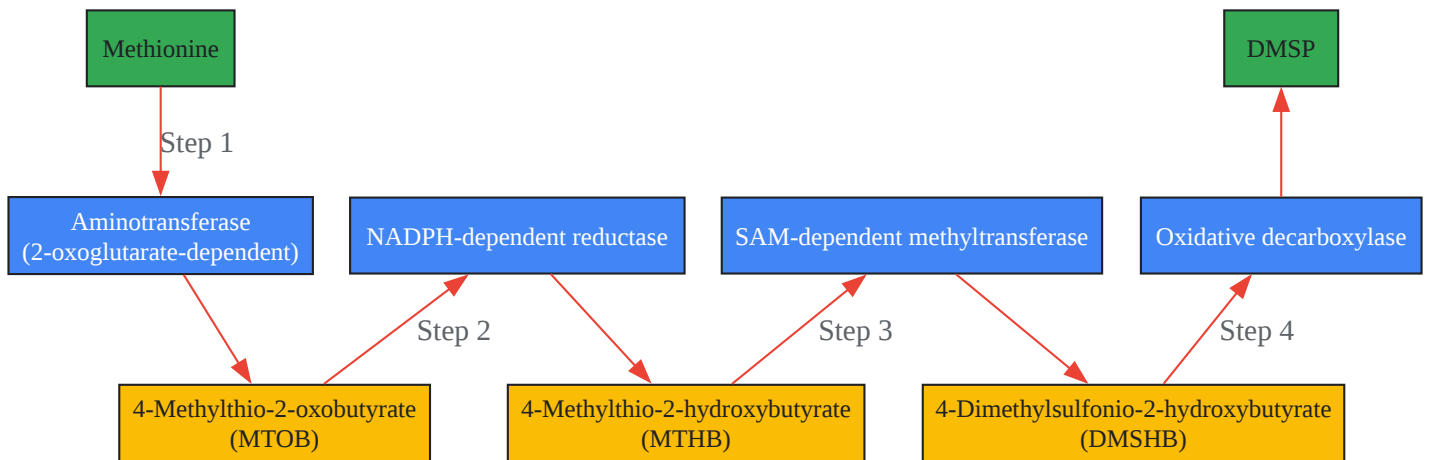 Methionine
DMSP
Step 1
Aminotransferase
(2-oxoglutarate-dependent)
NADPH-dependent reductase
SAM-dependent methyltransferase
Oxidative decarboxylase
Step 2
Step 3
Step 4
4-Methylthio-2-oxobutyrate
(MTOB)
4-Methylthio-2-hydroxybutyrate
(MTHB)
4-Dimethylsulfonio-2-hydroxybutyrate
(DMSHB)